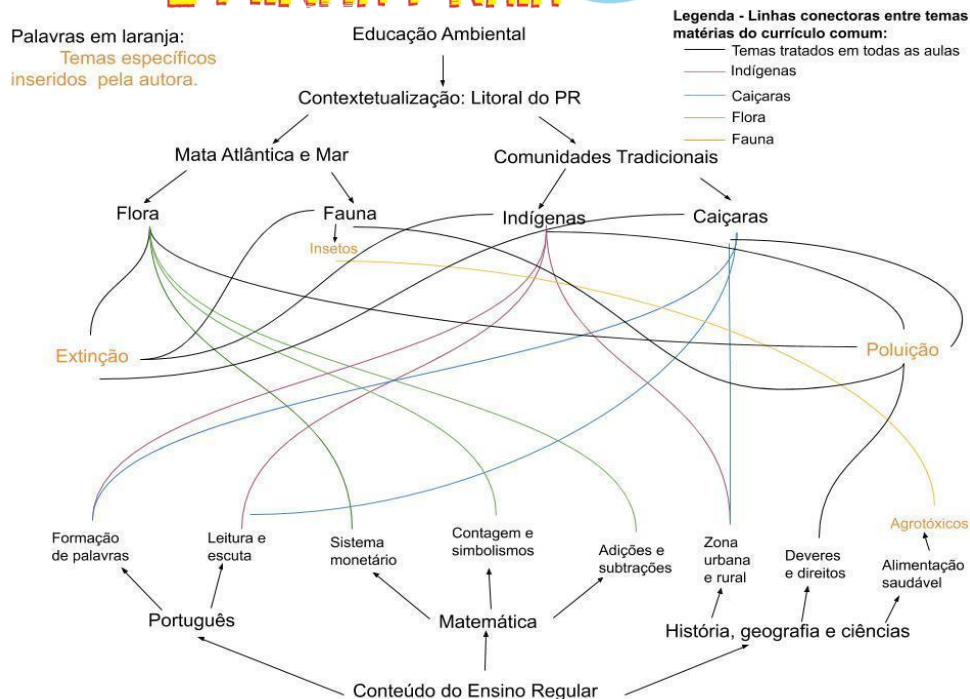 Palavras em laranja:
Temas específicos
inseridos pela autora.
Legenda - Linhas conectoras entre temas
matérias do currículo comum:
Temas tratados em todas as aulas
Indígenas
Caiçaras
Flora
Fauna
Educação Ambiental
Contextetualização: Litoral do PR
Mata Atlântica e Mar
Comunidades Tradicionais
Flora
Fauna
Indígenas
Caiçaras
Insetos
Extinção
Poluição
Agrotóxicos
Formação
de palavras
Leitura e
escuta
Sistema
monetário
Contagem e
simbolismos
Adições e
subtrações
Zona
urbana
e rural
Deveres
e direitos
Alimentação
saudável
Português
Matemática
História, geografia e ciências
Conteúdo do Ensino Regular